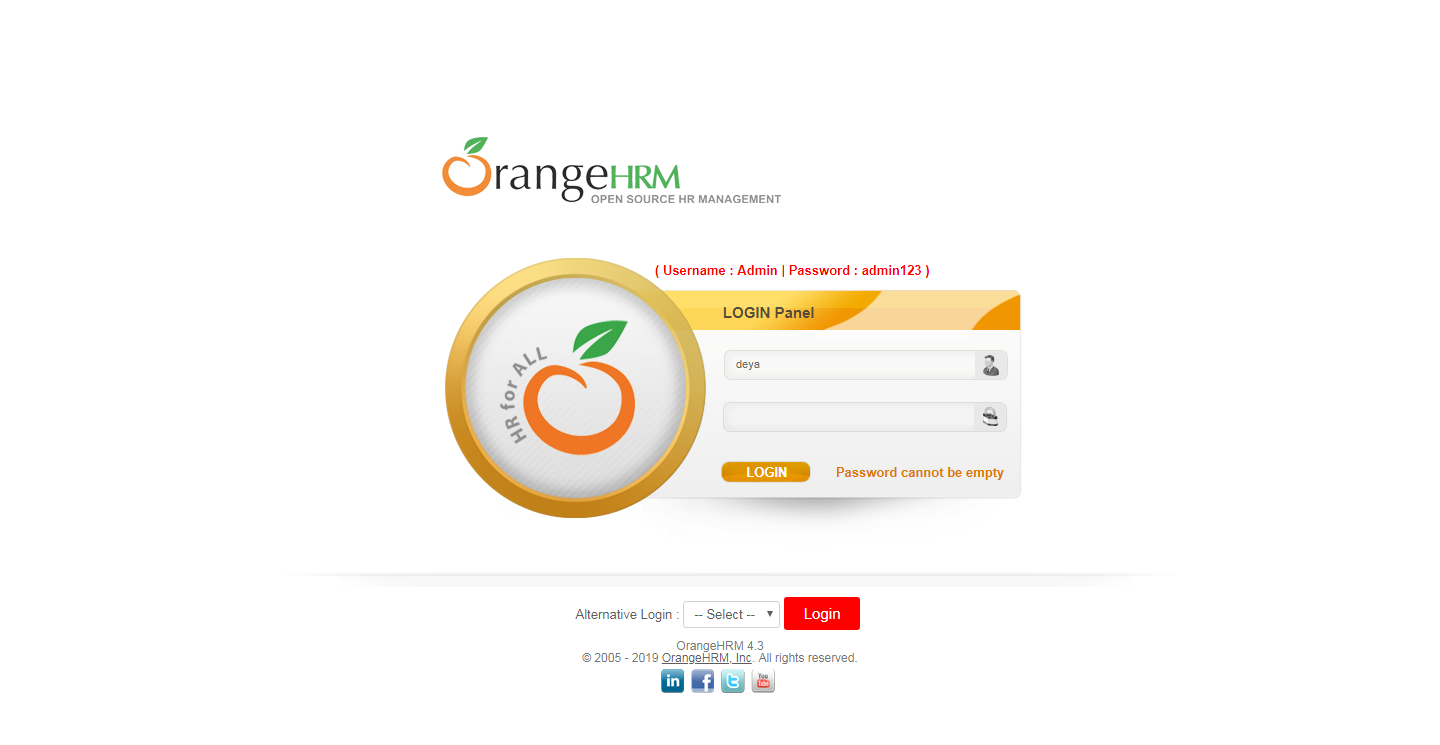 OrangeHRM
OPEN SOURCE HR MANAGEMENT
( Username : Admin | Password : admin123 )
LOGIN Panel
HR for ALL
deya
LOGIN
Password cannot be empty
Alternative Login : -- Select -- Login
OrangeHRM 4.3
© 2005 - 2019 OrangeHRM, Inc. All rights reserved.
in f t You Tube